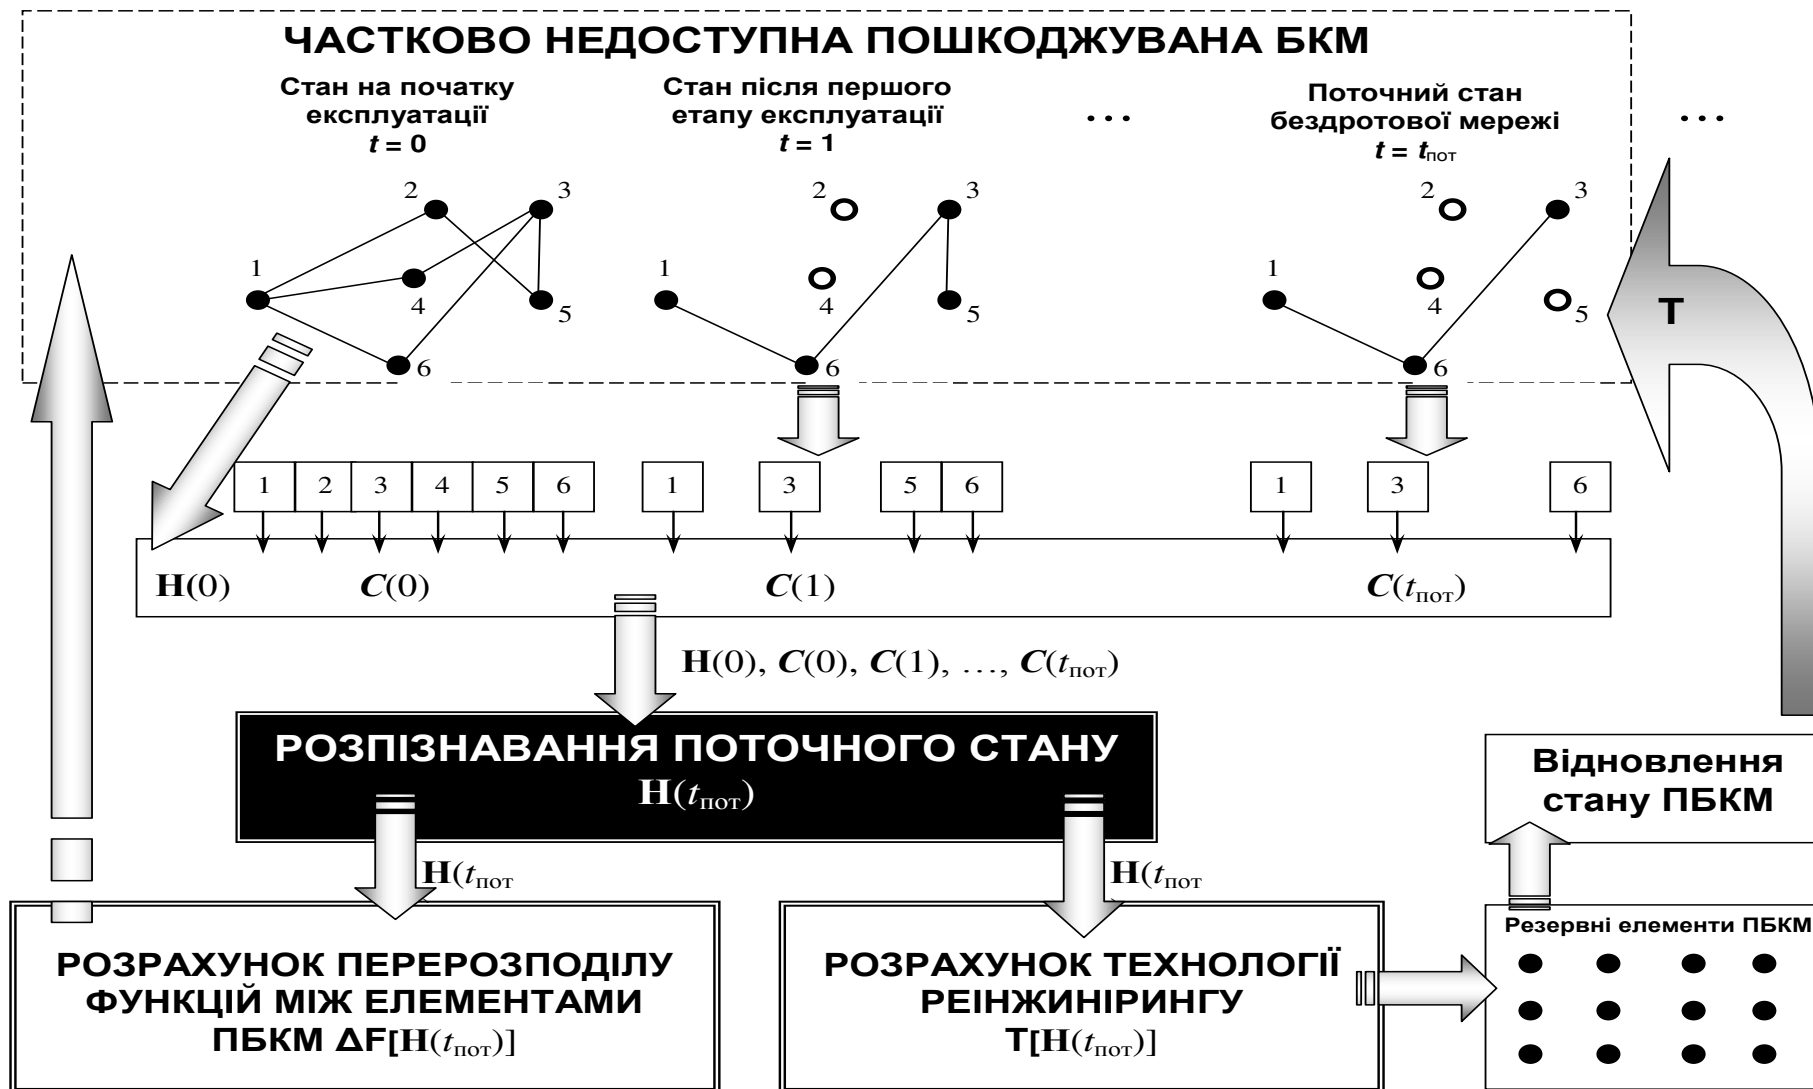 ЧАСТКОВО НЕДОСТУПНА ПОШКОДЖУВАНА БКМ
Стан на початку
експлуатації
t = 0
Стан після першого
етапу експлуатації
t = 1
...
Поточний стан
бездротової мережі
t = tпот
...
2
3
1
4
5
6
2
3
1
4
5
6
2
3
1
4
5
6
Т
1 2 3 4 5 6
1 3 5 6
1 3 6
H(0)
C(0)
C(1)
C(tпот)
H(0), C(0), C(1), …, C(tпот)
РОЗПІЗНАВАННЯ ПОТОЧНОГО СТАНУ
H(tпот)
H(tпот
H(tпот
Відновлення
стану ПБКМ
РОЗРАХУНОК ПЕРЕРОЗПОДІЛУ
ФУНКЦІЙ МІЖ ЕЛЕМЕНТАМИ
ПБКМ ΔF[H(tпот)]
РОЗРАХУНОК ТЕХНОЛОГІЇ
РЕІНЖИНІРИНГУ
T[H(tпот)]
Резервні елементи ПБКМ